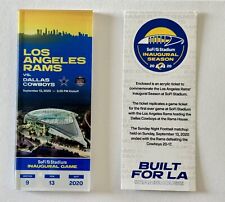 LOS
ANGELES
RAMS
VS.
DALLAS
COWBOYS
September 13, 2020
SoFi Stadium
INAUGURAL GAME
9
13
2020
SoFi Stadium
INAUGURAL
SEASON
20
Enclosed is an acrylic ticket to
commemorate the Los Angeles Rams Inaugural
Season at SoFi Stadium.
The ticket replicates a game ticket
for the first ever game at SoFi Stadium
with the Los Angeles Rams hosting the
Dallas Cowboys at the Rams House.
The Sunday Night Football matchup
held on Sunday, September 13, 2020
ended with the Rams defeating the
Cowboys 20-17.
BUILT
FOR LA